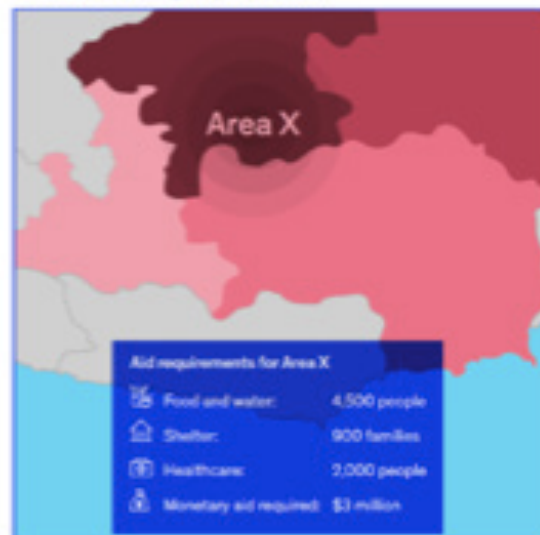 Area X
Aid requirements for Area X
Food and water: 4,500 people
Shelter: 900 families
Healthcare: 2,000 people
Monetary aid required: $3 million